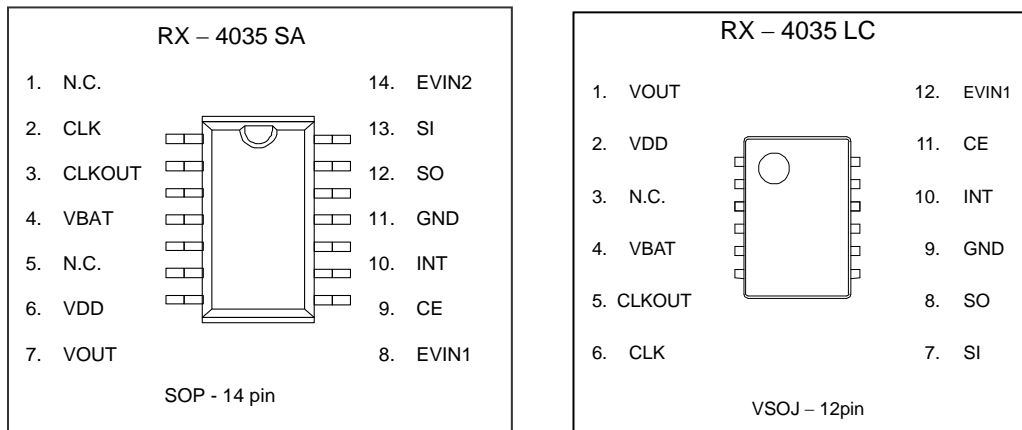 RX – 4035 SA
1. N.C.
2. CLK
3. CLKOUT
4. VBAT
5. N.C.
6. VDD
7. VOUT
14. EVIN2
13. SI
12. SO
11. GND
10. INT
9. CE
8. EVIN1
SOP - 14 pin
RX – 4035 LC
1. VOUT
2. VDD
3. N.C.
4. VBAT
5. CLKOUT
6. CLK
12. EVIN1
11. CE
10. INT
9. GND
8. SO
7. SI
VSOJ – 12pin